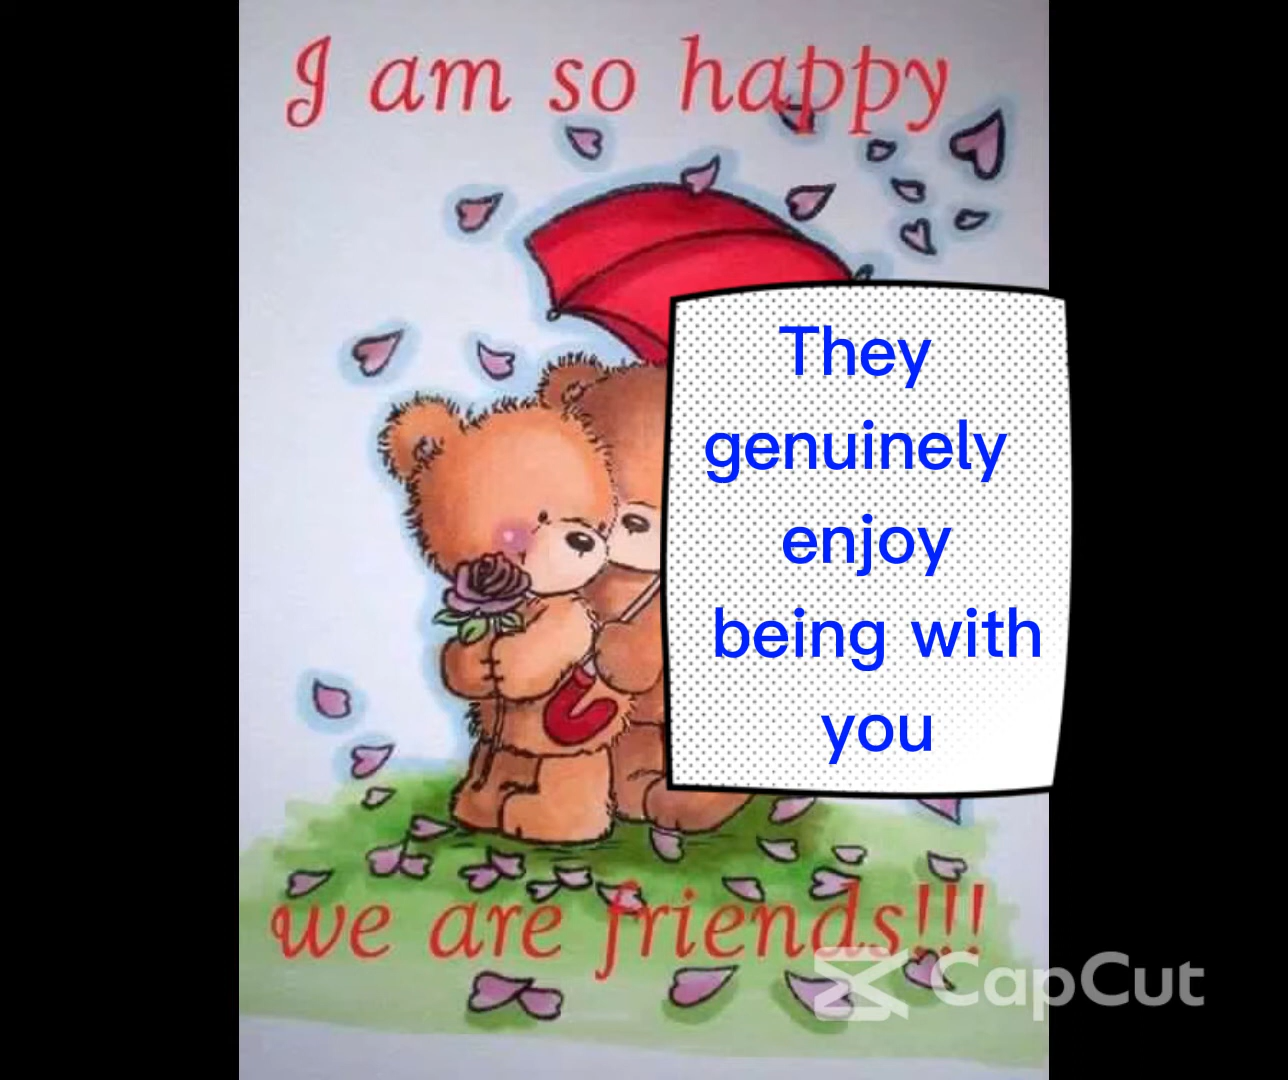 I am so happy
They
genuinely
enjoy
being with
you
we are friends!!!
CapCut